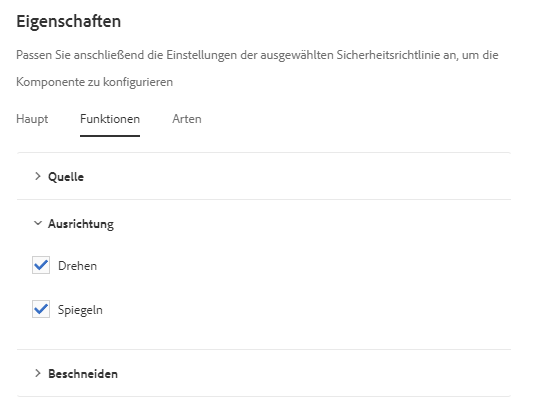 Eigenschaften
Passen Sie anschließend die Einstellungen der ausgewählten Sicherheitsrichtlinie an, um die
Komponente zu konfigurieren
Haupt Funktionen Arten
Quelle
Ausrichtung
Drehen
Spiegeln
Beschneiden